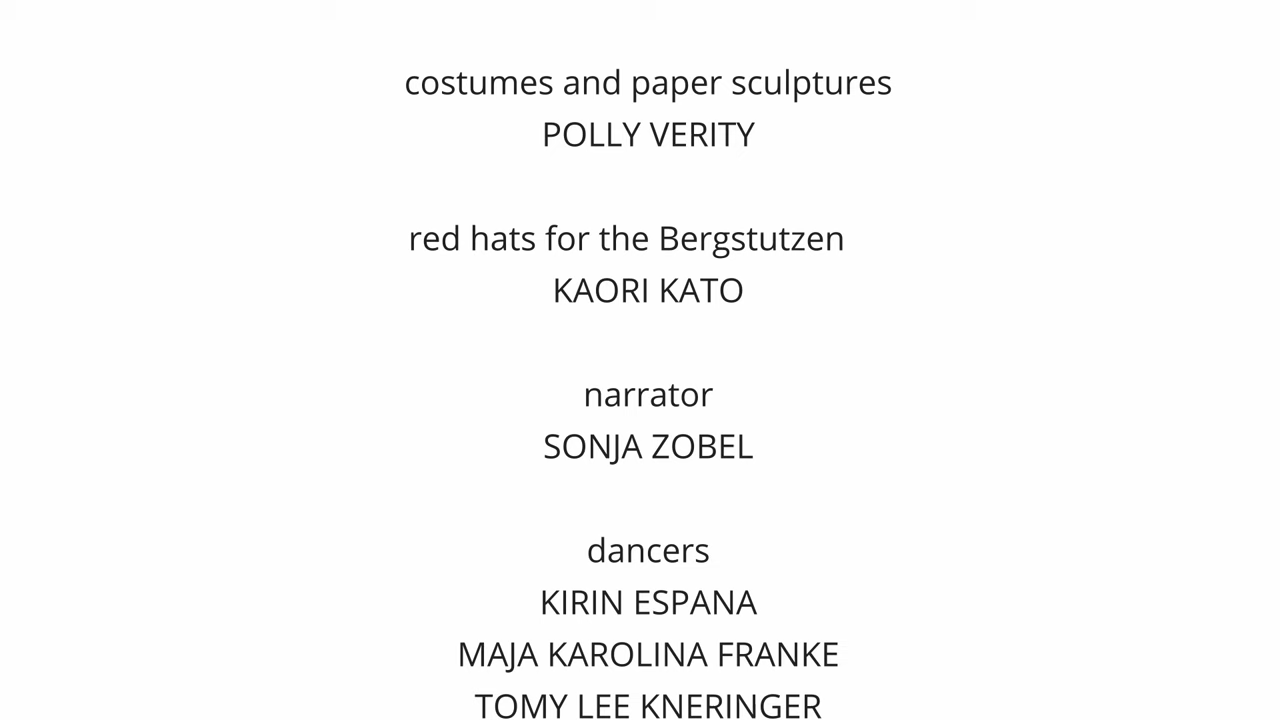 costumes and paper sculptures
POLLY VERITY
red hats for the Bergstutzen
KAORI KATO
narrator
SONJA ZOBEL
dancers
KIRIN ESPANA
MAJA KAROLINA FRANKE
TOMY LEE KNERINGER